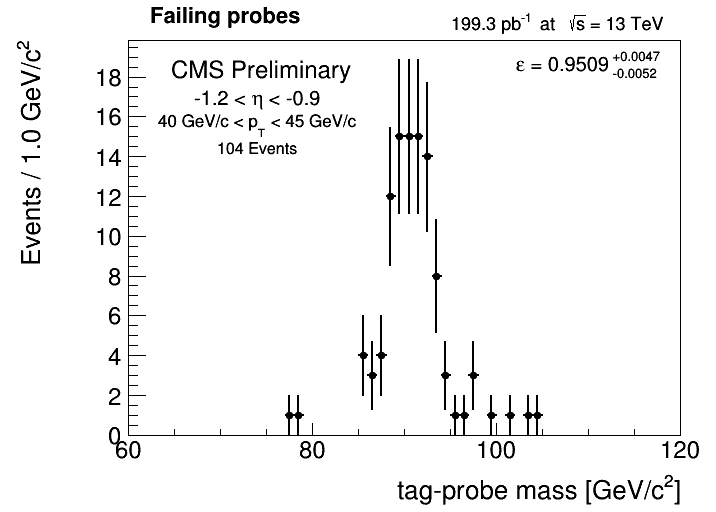 Failing probes
199.3 pb⁻¹ at √s = 13 TeV
CMS Preliminary
-1.2 < η < -0.9
40 GeV/c < p_T < 45 GeV/c
104 Events
ε = 0.9509 +0.0047 -0.0052
Events / 1.0 GeV/c²
18
16
14
12
10
8
6
4
2
0
60 80 100 120
tag-probe mass [GeV/c²]